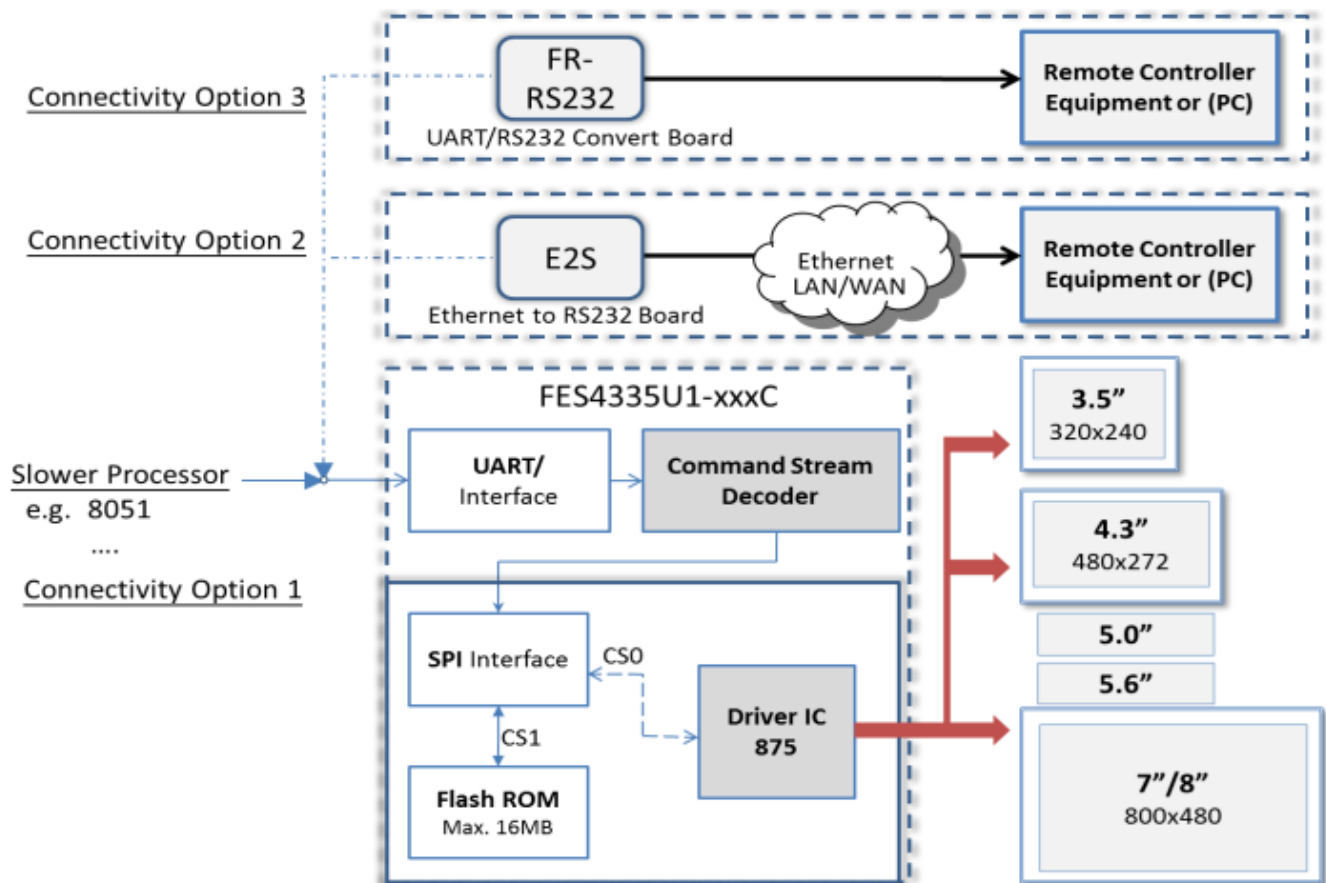 Connectivity Option 3
FR-
RS232
UART/RS232 Convert Board
Remote Controller
Equipment or (PC)
Connectivity Option 2
E2S
Ethernet to RS232 Board
Ethernet
LAN/WAN
Remote Controller
Equipment or (PC)
FES4335U1-xxxC
Slower Processor
e.g. 8051
....
Connectivity Option 1
UART/
Interface
Command Stream
Decoder
SPI Interface
CS0
CS1
Flash ROM
Max. 16MB
Driver IC
875
3.5”
320x240
4.3”
480x272
5.0”
5.6”
7”/8”
800x480